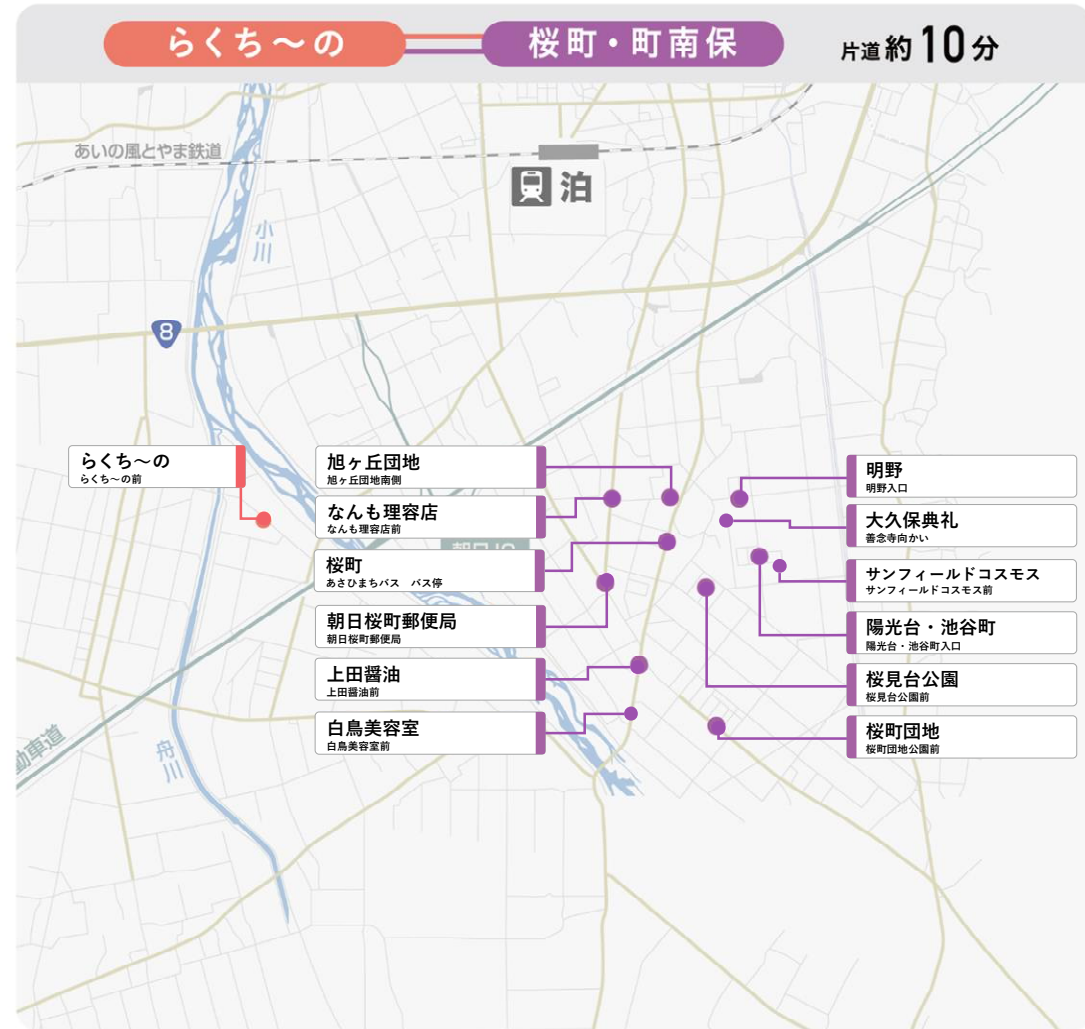 らくち〜の
桜町・町南保
片道約10分
あいの風とやま鉄道
泊
小川
8
らくち〜の
らくち〜の前
旭ヶ丘団地
旭ヶ丘団地南側
なんも理容店
なんも理容店前
桜町
あさひまちバス バス停
朝日桜町郵便局
朝日桜町郵便局
上田醤油
上田醤油前
白鳥美容室
白鳥美容室前
明野
明野入口
大久保典礼
善念寺向かい
サンフィールドコスモス
サンフィールドコスモス前
陽光台・池谷町
陽光台・池谷町入口
桜見台公園
桜見台公園前
桜町団地
桜町団地公園前
動車道
舟川